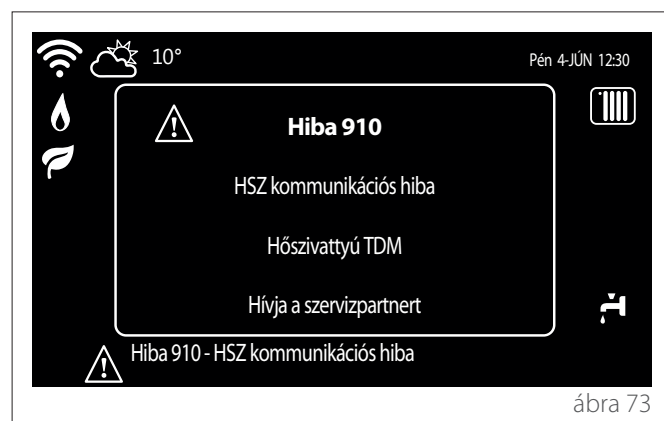 10°
Pén 4-JÚN 12:30
Hiba 910
HSZ kommunikációs hiba
Hőszivattyú TDM
Hívja a szervizpartnert
Hiba 910 - HSZ kommunikációs hiba
ábra 73